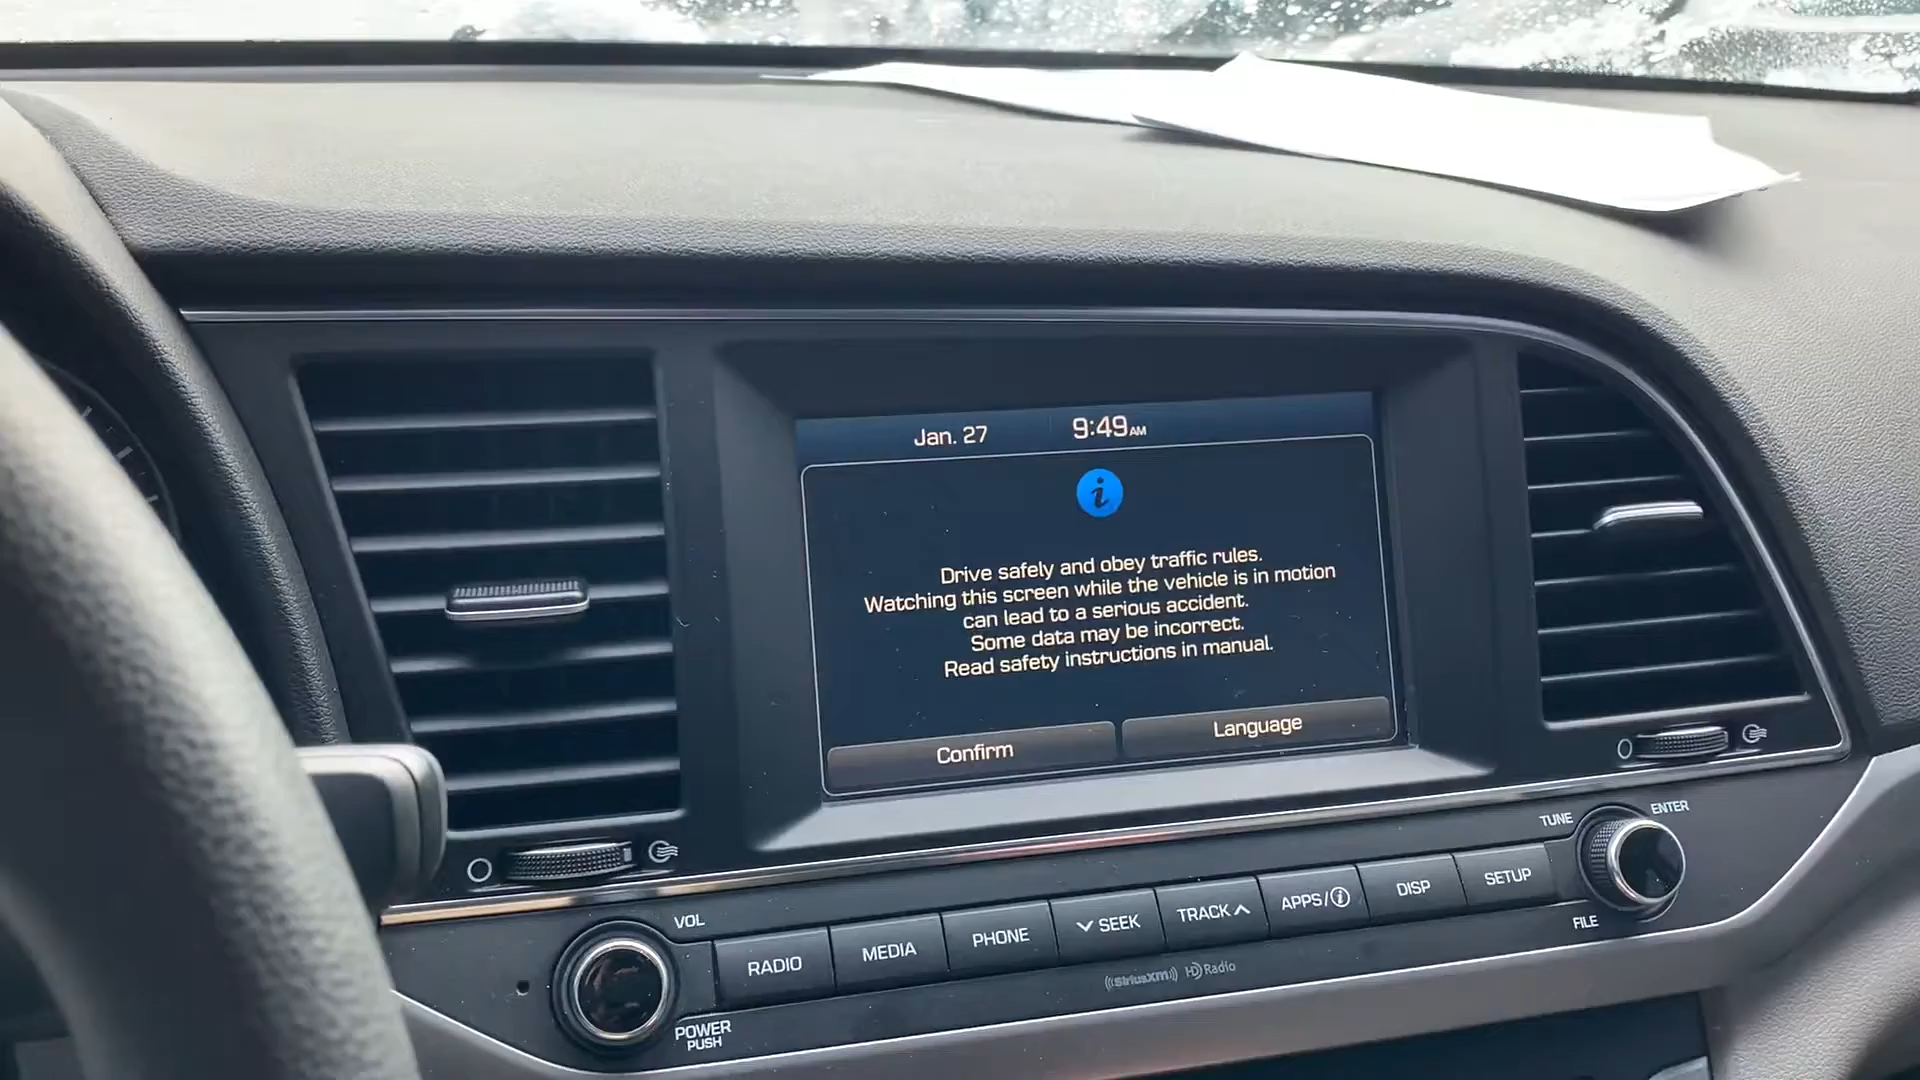 Jan. 27 9:49AM
i
Drive safely and obey traffic rules.
Watching this screen while the vehicle is in motion
can lead to a serious accident.
Some data may be incorrect.
Read safety instructions in manual.
Confirm Language
TUNE ENTER
VOL
RADIO MEDIA PHONE SEEK TRACK APPS/i DISP SETUP
FILE
((SiriusXM)) HD Radio
POWER
PUSH